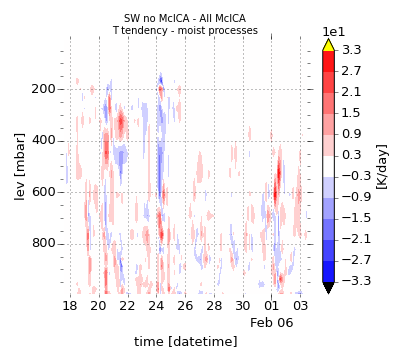 SW no McICA - All McICA
T tendency - moist processes
1e1
3.3
2.7
2.1
1.5
0.9
0.3
−0.3
−0.9
−1.5
−2.1
−2.7
−3.3
[K/day]
lev [mbar]
200
400
600
800
18 20 22 24 26 28 30 01 03
Feb 06
time [datetime]